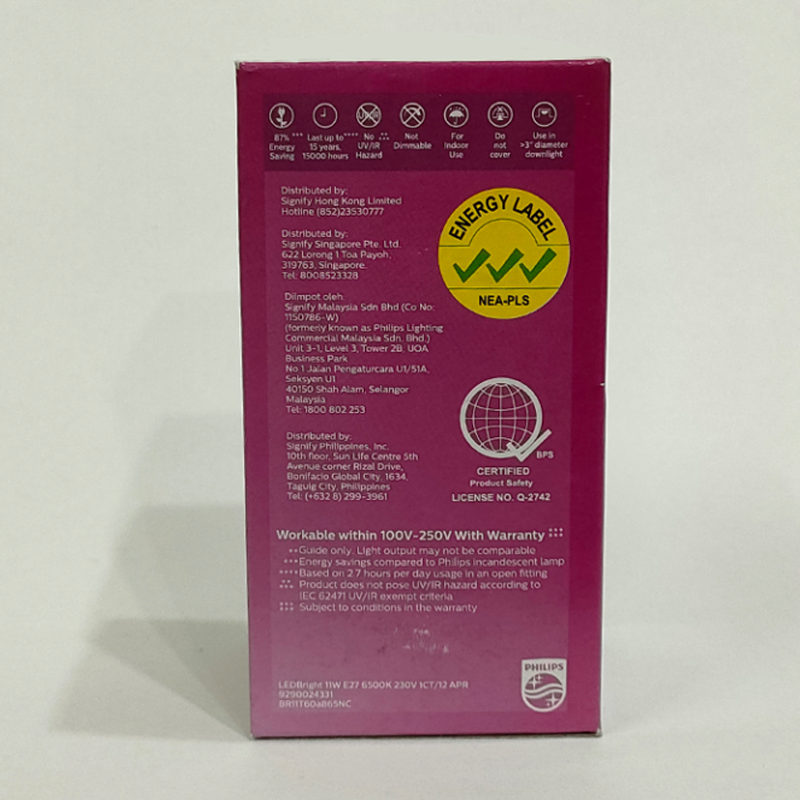 87% ***
Energy
Saving
Last up to ****
15 years,
15000 hours
No
UV/IR
Hazard
Not
Dimmable
For
Indoor
Use
Do
not
cover
Use in
>3" diameter
downlight
Distributed by:
Signify Hong Kong Limited
Hotline (852)23530777
Distributed by:
Signify Singapore Pte. Ltd.
622 Lorong 1 Toa Payoh,
319763, Singapore.
Tel: 8008523328
Diimpot oleh:
Signify Malaysia Sdn Bhd (Co No:
1150786-W)
(formerly known as Philips Lighting
Commercial Malaysia Sdn. Bhd.)
Unit 3-1, Level 3, Tower 2B, UOA
Business Park
No 1 Jalan Pengaturcara U1/51A,
Seksyen U1
40150 Shah Alam, Selangor
Malaysia
Tel: 1800 802 253
Distributed by:
Signify Philippines, Inc.
10th floor, Sun Life Centre 5th
Avenue corner Rizal Drive,
Bonifacio Global City, 1634,
Taguig City, Philippines
Tel: (+632 8) 299-3961
ENERGY LABEL
NEA-PLS
BPS
CERTIFIED
Product Safety
LICENSE NO. Q-2742
Workable within 100V-250V With Warranty
**Guide only. Light output may not be comparable
***Energy savings compared to Philips incandescent lamp
****Based on 2.7 hours per day usage in an open fitting
Product does not pose UV/IR hazard according to
IEC 62471 UV/IR exempt criteria
Subject to conditions in the warranty
LEDBright 11W E27 6500K 230V 1CT/12 APR
9290024331
BR11T60a865NC
PHILIPS